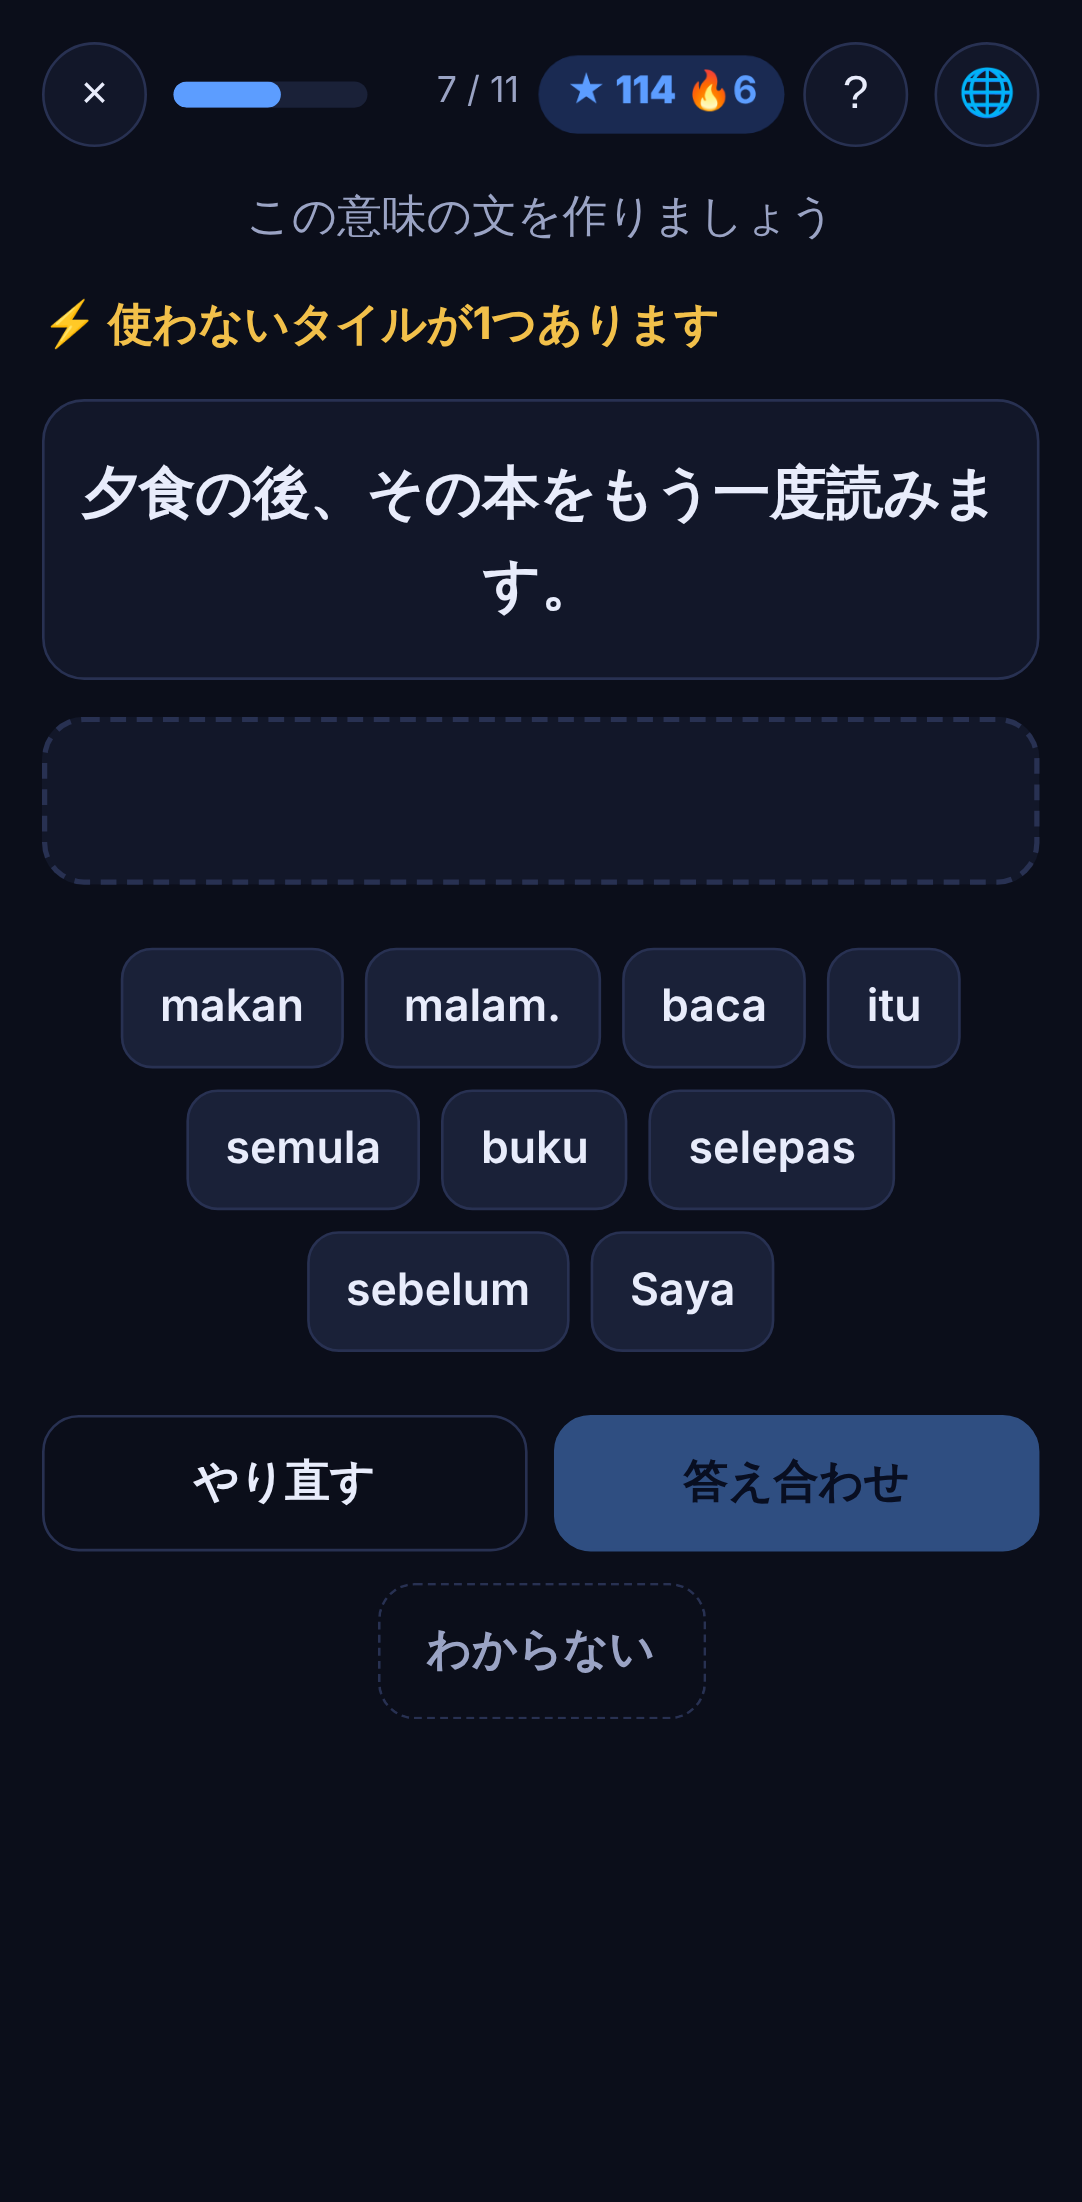 ×
7 / 11
★ 114 🔥6
?
この意味の文を作りましょう
⚡ 使わないタイルが1つあります
夕食の後、その本をもう一度読みま
す。
makan
malam.
baca
itu
semula
buku
selepas
sebelum
Saya
やり直す
答え合わせ
わからない